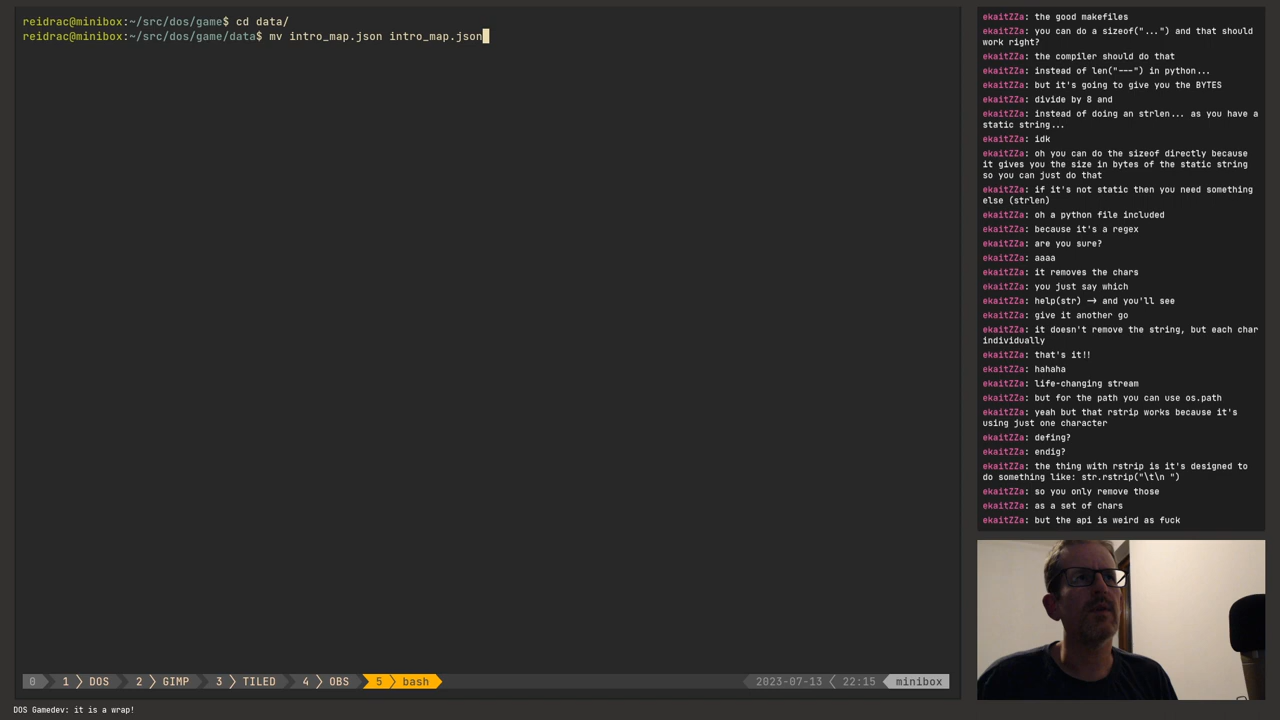 reidrac@minibox:~/src/dos/game$ cd data/
reidrac@minibox:~/src/dos/game/data$ mv intro_map.json intro_map.json
0 1 DOS 2 GIMP 3 TILED 4 OBS 5 bash 2023-07-13 22:15 minibox
ekaitZZa: the good makefiles
ekaitZZa: you can do a sizeof("...") and that should
work right?
ekaitZZa: the compiler should do that
ekaitZZa: instead of len("---") in python...
ekaitZZa: but it's going to give you the BYTES
ekaitZZa: divide by 8 and
ekaitZZa: instead of doing an strlen... as you have a
static string...
ekaitZZa: idk
ekaitZZa: oh you can do the sizeof directly because
it gives you the size in bytes of the static string
so you can just do that
ekaitZZa: if it's not static then you need something
else (strlen)
ekaitZZa: oh a python file included
ekaitZZa: because it's a regex
ekaitZZa: are you sure?
ekaitZZa: aaaa
ekaitZZa: it removes the chars
ekaitZZa: you just say which
ekaitZZa: help(str) → and you'll see
ekaitZZa: give it another go
ekaitZZa: it doesn't remove the string, but each char
individually
ekaitZZa: that's it!!
ekaitZZa: hahaha
ekaitZZa: life-changing stream
ekaitZZa: but for the path you can use os.path
ekaitZZa: yeah but that rstrip works because it's
using just one character
ekaitZZa: defing?
ekaitZZa: endig?
ekaitZZa: the thing with rstrip is it's designed to
do something like: str.rstrip("\t\n ")
ekaitZZa: so you only remove those
ekaitZZa: as a set of chars
ekaitZZa: but the api is weird as fuck
DOS Gamedev: it is a wrap!